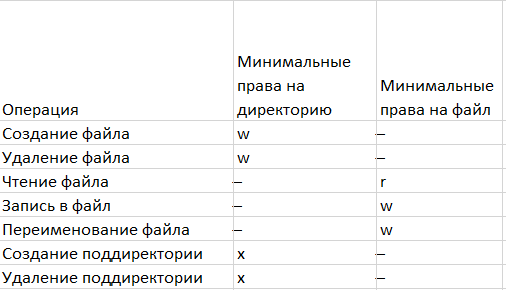 Операция
Минимальные
права на
директорию
Минимальные
права на файл
Создание файла w –
Удаление файла w –
Чтение файла – r
Запись в файл – w
Переименование файла – w
Создание поддиректории x –
Удаление поддиректории x –